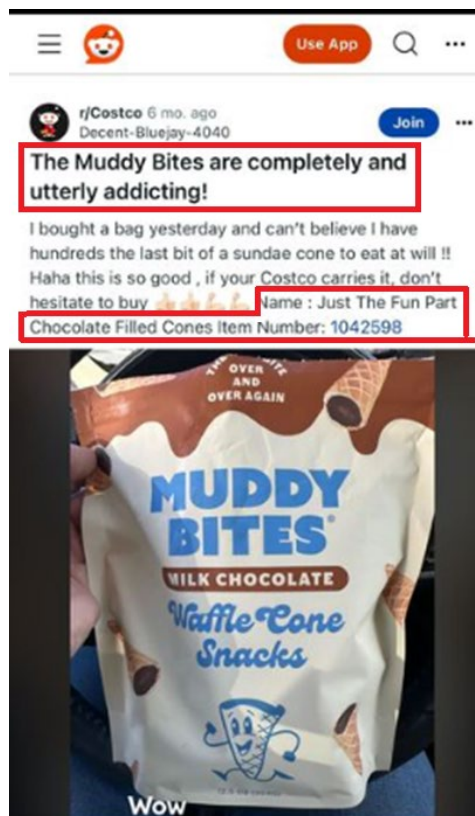 Use App
r/Costco 6 mo. ago
Decent-Bluejay-4040
Join
The Muddy Bites are completely and
utterly addicting!
I bought a bag yesterday and can't believe I have
hundreds the last bit of a sundae cone to eat at will !!
Haha this is so good , if your Costco carries it, don't
hesitate to buy 👍🏻👍🏻💪🏻💪🏻 Name : Just The Fun Part
Chocolate Filled Cones Item Number: 1042598
OVER
AND
OVER AGAIN
MUDDY
BITES®
MILK CHOCOLATE
Waffle Cone
Snacks
Wow